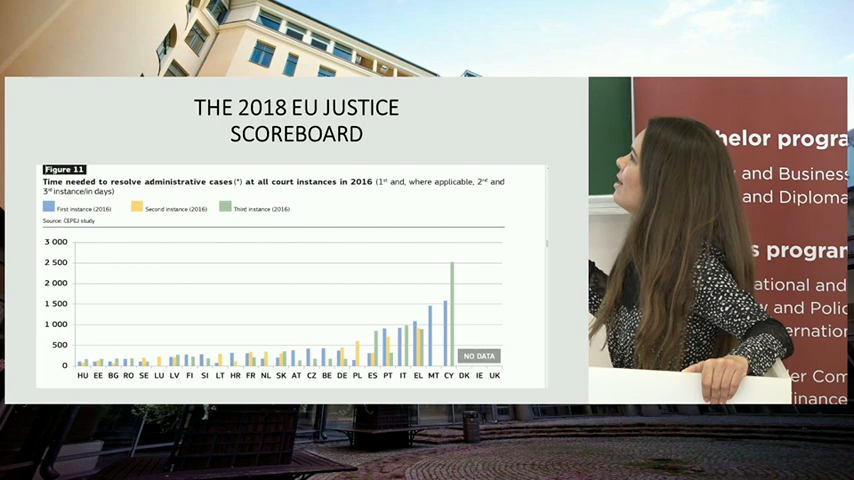 THE 2018 EU JUSTICE
SCOREBOARD
Figure 11
Time needed to resolve administrative cases(*) at all court instances in 2016 (1st and, where applicable, 2nd and
3rd instance/in days)
First instance (2016) Second instance (2016) Third instance (2016)
Source: CEPEJ study
3 000
2 500
2 000
1 500
1 000
500
0
NO DATA
HU EE BG RO SE LU LV FI SI LT HR FR NL SK AT CZ BE DE PL ES PT IT EL MT CY DK IE UK
helor progra
and Business
and Diploma
s program
ational and
y and Polic
ernation
er Com
inance